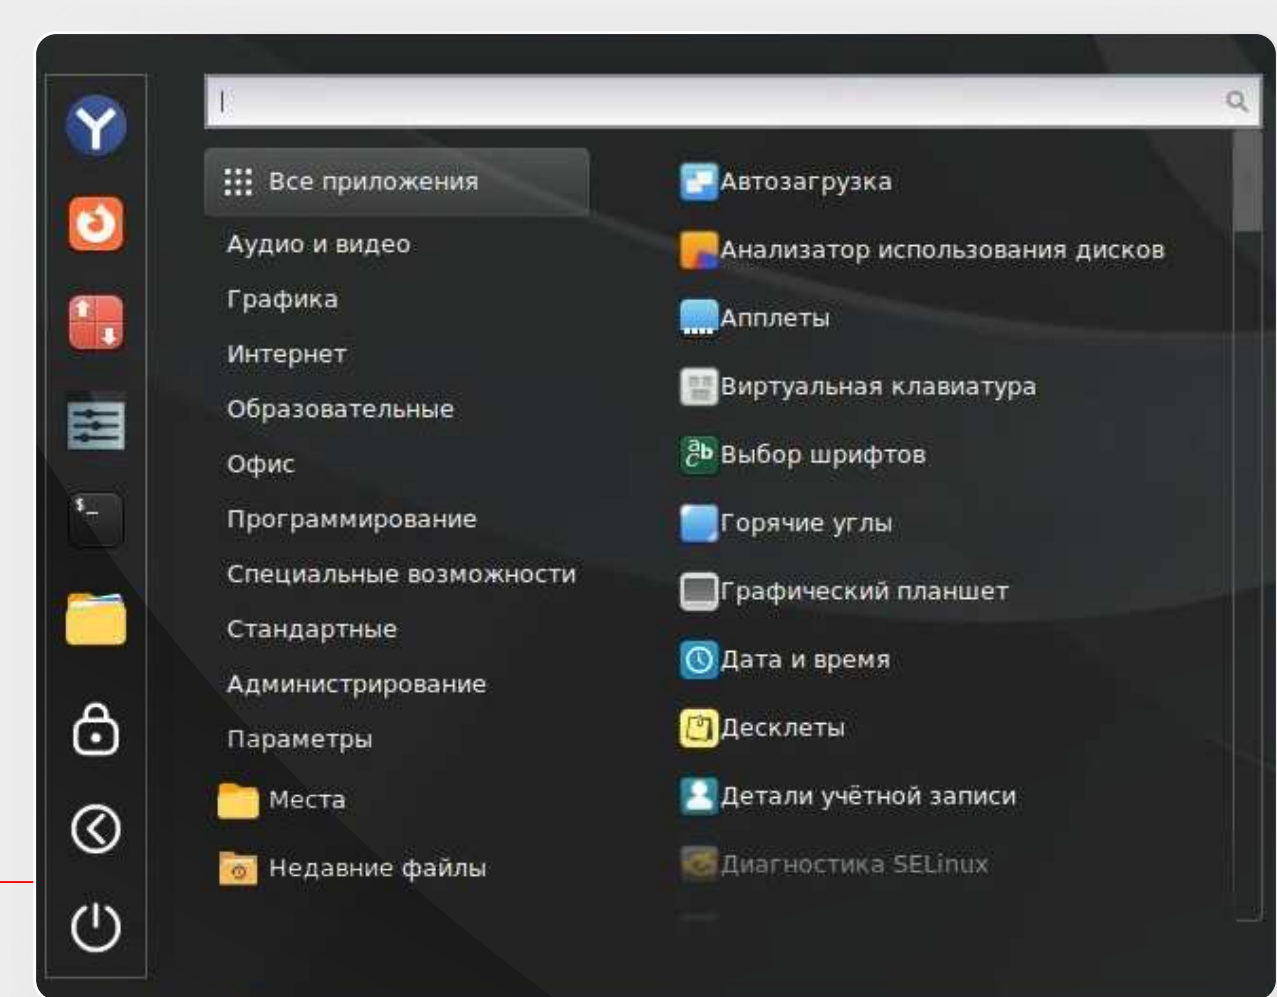 Все приложения
Аудио и видео
Графика
Интернет
Образовательные
Офис
Программирование
Специальные возможности
Стандартные
Администрирование
Параметры
Места
Недавние файлы
Автозагрузка
Анализатор использования дисков
Апплеты
Виртуальная клавиатура
Выбор шрифтов
Горячие углы
Графический планшет
Дата и время
Десклеты
Детали учётной записи
Диагностика SELinux